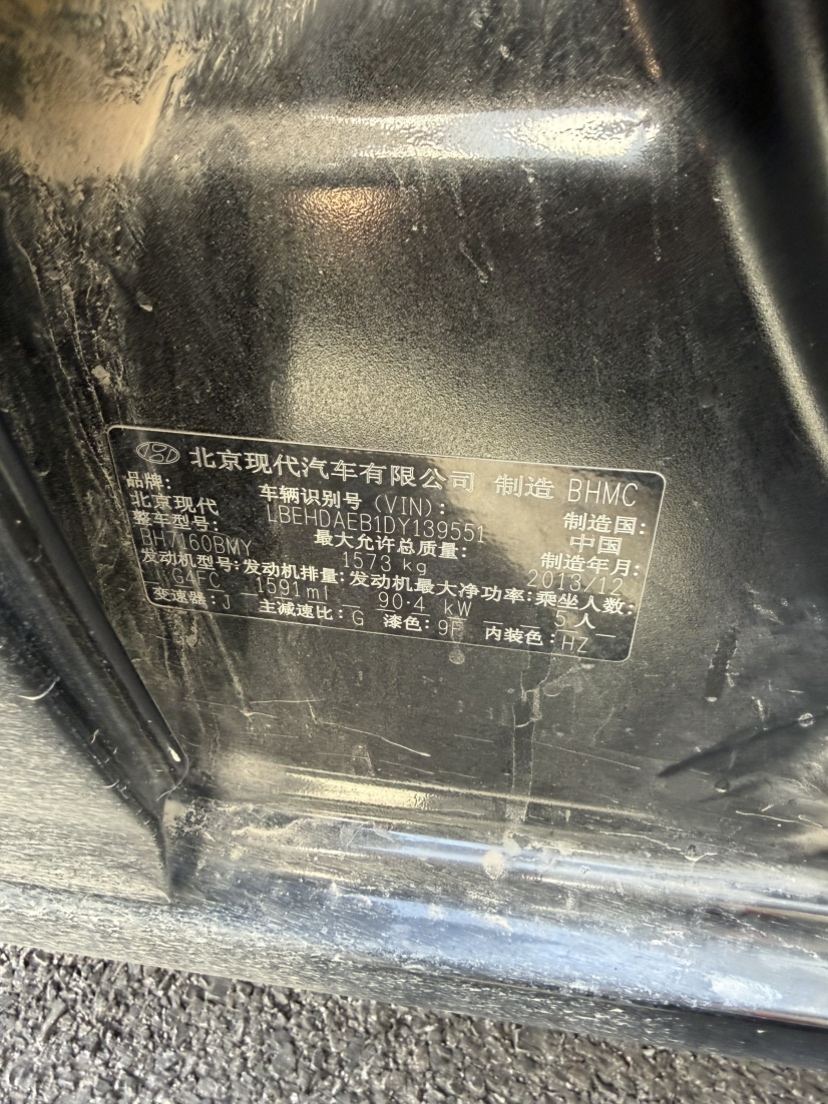 北京现代汽车有限公司 制造 BHMC
品牌: 车辆识别号 (VIN): 制造国:
北京现代 LBEHDAEB1DY139551 中国
整车型号: 最大允许总质量: 制造年月:
BH7160BMY 1573 kg 2013/12
发动机型号: 发动机排量: 发动机最大净功率: 乘坐人数:
G4FC 1591ml 90.4 kW 5人
变速器: J 主减速比: G 漆色: 9F 内装色: HZ